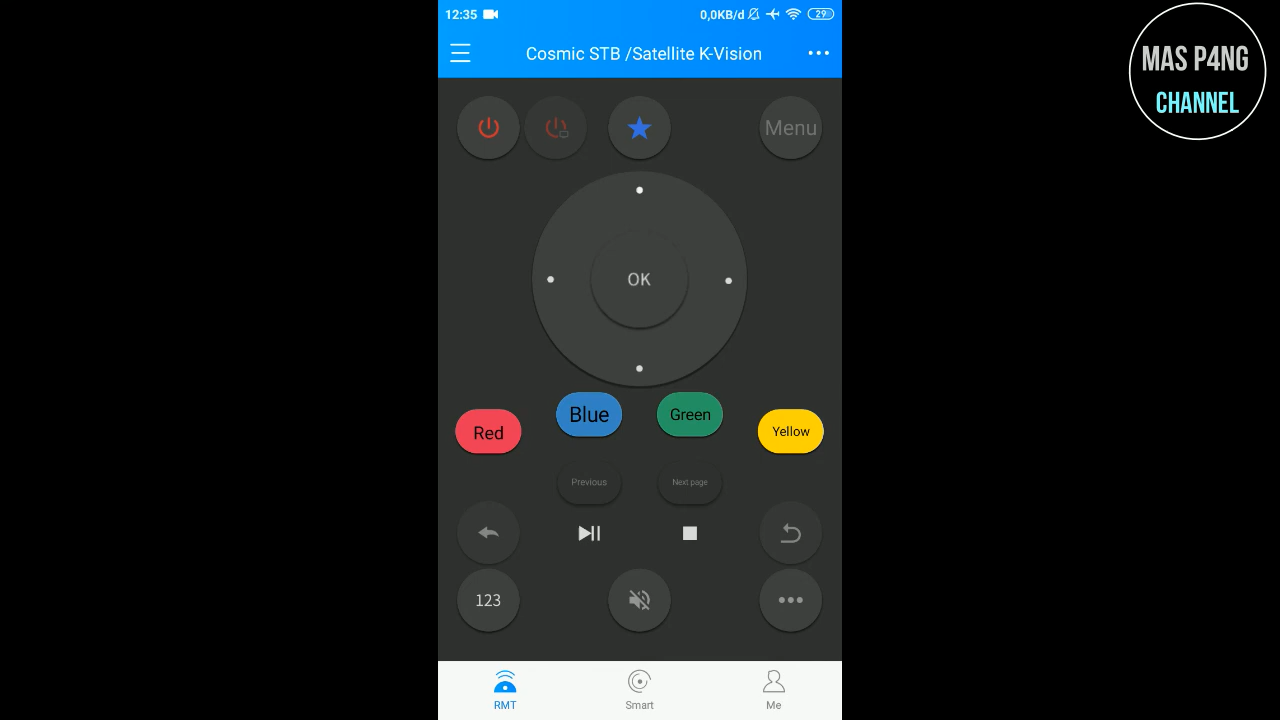 12:35
0,0KB/d
29
Cosmic STB /Satellite K-Vision
MAS P4NG
CHANNEL
Menu
OK
Red
Blue
Green
Yellow
Previous
Next page
123
RMT
Smart
Me